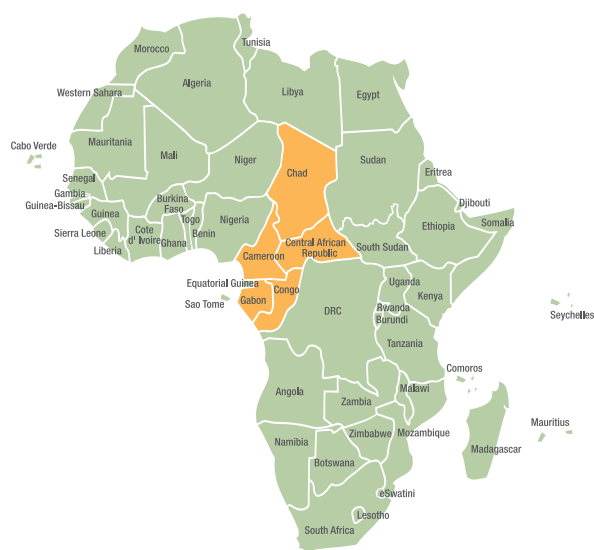 Tunisia
Morocco
Algeria
Libya
Egypt
Western Sahara
Mauritania
Cabo Verde
Mali
Niger
Chad
Sudan
Eritrea
Senegal
Gambia
Guinea-Bissau
Guinea
Burkina
Faso
Togo
Nigeria
Djibouti
Somalia
Ethiopia
Sierra Leone
Cote
d' Ivoire
Ghana
Benin
Liberia
Central African
Republic
South Sudan
Cameroon
Equatorial Guinea
Gabon
Congo
Sao Tome
DRC
Uganda
Kenya
Rwanda
Burundi
Seychelles
Tanzania
Comoros
Malawi
Angola
Zambia
Mauritius
Mozambique
Zimbabwe
Madagascar
Namibia
Botswana
eSwatini
Lesotho
South Africa